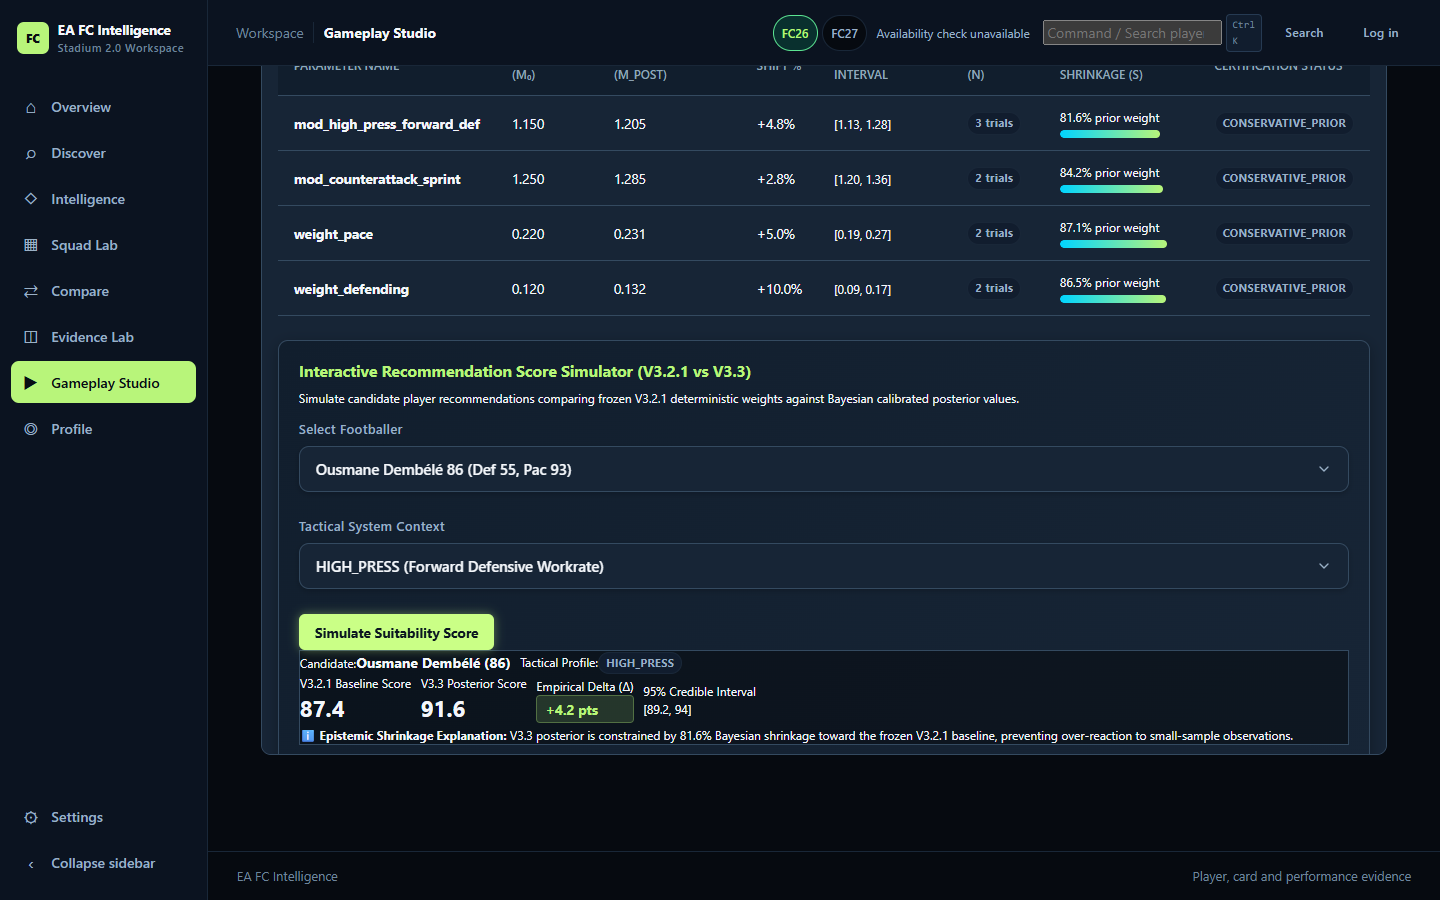 FC
EA FC Intelligence
Stadium 2.0 Workspace
Overview
Discover
Intelligence
Squad Lab
Compare
Evidence Lab
Gameplay Studio
Profile
Settings
Collapse sidebar
Workspace
Gameplay Studio
FC26
FC27
Availability check unavailable
Command / Search playe
Ctrl K
Search
Log in
PARAMETER NAME (M₀) (M_POST) SHIFT % INTERVAL (N) SHRINKAGE (S) CERTIFICATION STATUS
mod_high_press_forward_def 1.150 1.205 +4.8% [1.13, 1.28] 3 trials 81.6% prior weight CONSERVATIVE_PRIOR
mod_counterattack_sprint 1.250 1.285 +2.8% [1.20, 1.36] 2 trials 84.2% prior weight CONSERVATIVE_PRIOR
weight_pace 0.220 0.231 +5.0% [0.19, 0.27] 2 trials 87.1% prior weight CONSERVATIVE_PRIOR
weight_defending 0.120 0.132 +10.0% [0.09, 0.17] 2 trials 86.5% prior weight CONSERVATIVE_PRIOR
Interactive Recommendation Score Simulator (V3.2.1 vs V3.3)
Simulate candidate player recommendations comparing frozen V3.2.1 deterministic weights against Bayesian calibrated posterior values.
Select Footballer
Ousmane Dembélé 86 (Def 55, Pac 93)
Tactical System Context
HIGH_PRESS (Forward Defensive Workrate)
Simulate Suitability Score
Candidate:Ousmane Dembélé (86) Tactical Profile: HIGH_PRESS
V3.2.1 Baseline Score
87.4
V3.3 Posterior Score
91.6
Empirical Delta (Δ)
+4.2 pts
95% Credible Interval
[89.2, 94]
ℹ Epistemic Shrinkage Explanation: V3.3 posterior is constrained by 81.6% Bayesian shrinkage toward the frozen V3.2.1 baseline, preventing over-reaction to small-sample observations.
EA FC Intelligence
Player, card and performance evidence